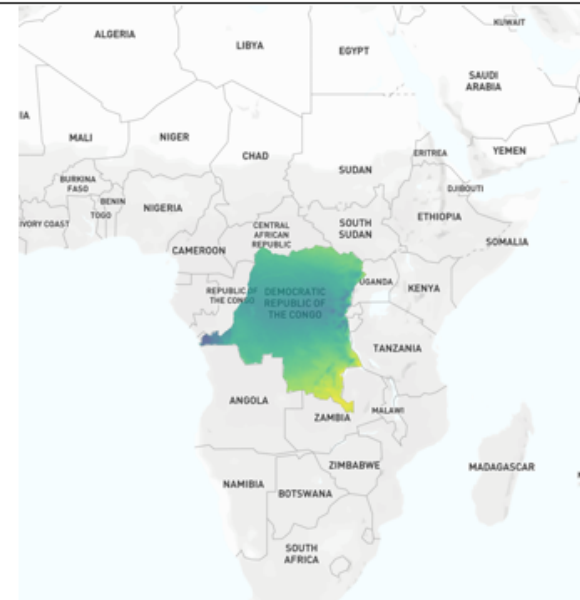 KUWAIT
ALGERIA
LIBYA
EGYPT
SAUDI
ARABIA
IA
MALI
NIGER
CHAD
SUDAN
ERITREA
YEMEN
BURKINA
FASO
BENIN
TOGO
IVORY COAST
NIGERIA
DJIBOUTI
ETHIOPIA
SOMALIA
CENTRAL
AFRICAN
REPUBLIC
SOUTH
SUDAN
CAMEROON
UGANDA
KENYA
REPUBLIC OF
THE CONGO
DEMOCRATIC
REPUBLIC OF
THE CONGO
TANZANIA
ANGOLA
ZAMBIA
MALAWI
ZIMBABWE
MADAGASCAR
NAMIBIA
BOTSWANA
SOUTH
AFRICA